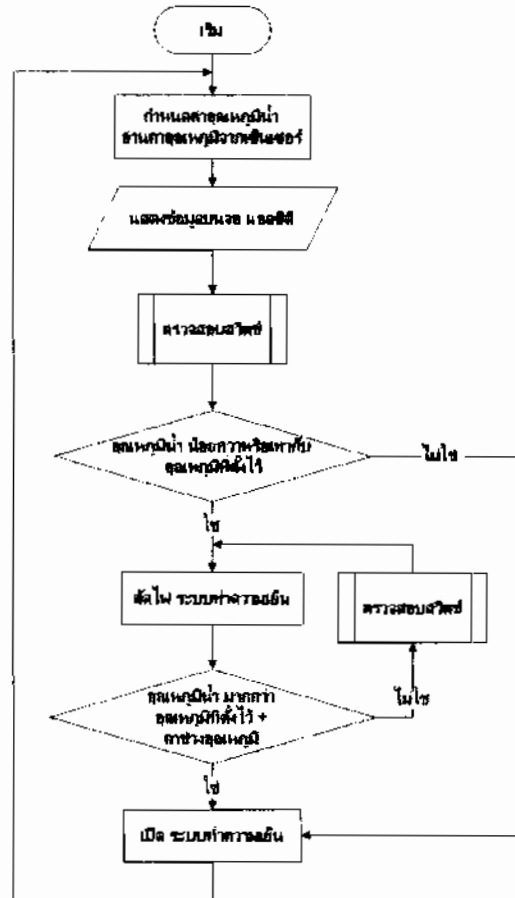 เริ่ม
กำหนดค่าอุณหภูมิน้ำ
อ่านค่าอุณหภูมิจากเซ็นเซอร์
แสดงข้อมูลบนจอ แอลซีดี
ตรวจสอบสวิตซ์
อุณหภูมิน้ำ น้อยกว่าหรือเท่ากับ
อุณหภูมิที่ตั้งไว้
ไม่ใช่
ใช่
ตัดไฟ ระบบทำความเย็น
ตรวจสอบสวิตซ์
อุณหภูมิน้ำ มากกว่า
อุณหภูมิที่ตั้งไว้ +
ค่าช่วงอุณหภูมิ
ไม่ใช่
ใช่
เปิด ระบบทำความเย็น